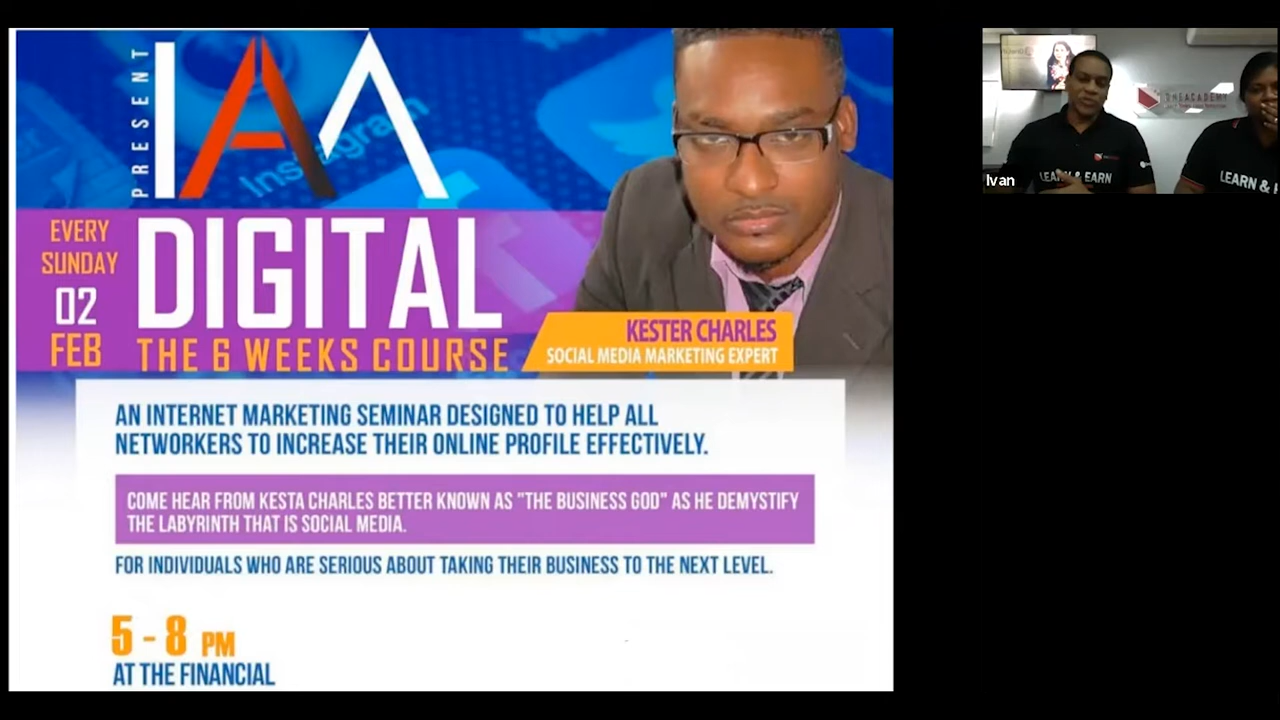 PRESENT
IAA
Instagram
EVERY
SUNDAY
02
FEB
DIGITAL
THE 6 WEEKS COURSE
KESTER CHARLES
SOCIAL MEDIA MARKETING EXPERT
AN INTERNET MARKETING SEMINAR DESIGNED TO HELP ALL
NETWORKERS TO INCREASE THEIR ONLINE PROFILE EFFECTIVELY.
COME HEAR FROM KESTA CHARLES BETTER KNOWN AS "THE BUSINESS GOD" AS HE DEMYSTIFY
THE LABYRINTH THAT IS SOCIAL MEDIA.
FOR INDIVIDUALS WHO ARE SERIOUS ABOUT TAKING THEIR BUSINESS TO THE NEXT LEVEL.
5 - 8 PM
AT THE FINANCIAL
THEACADEMY
LEARN & EARN
LEARN &
Ivan